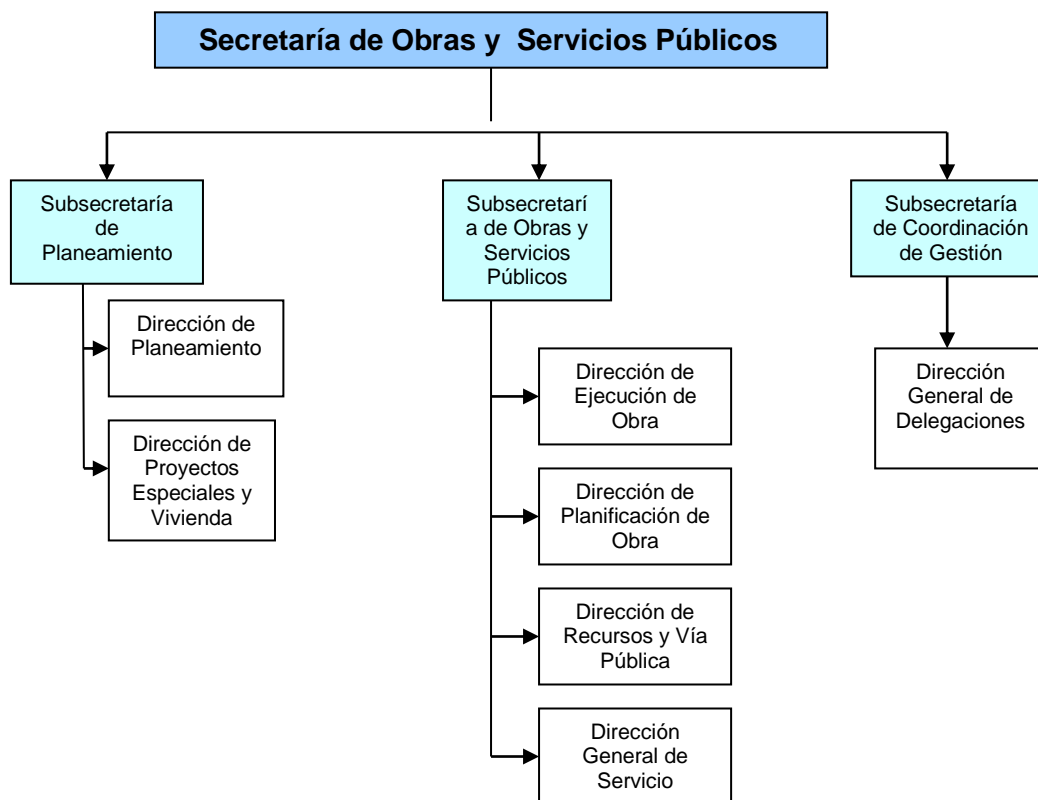 Secretaría de Obras y  Servicios Públicos
Subsecretaría
de
Planeamiento
Subsecretarí
a de Obras y
Servicios
Públicos
Subsecretaría
de Coordinación
de Gestión
Dirección de
Planeamiento
Dirección de
Proyectos
Especiales y
Vivienda
Dirección de
Ejecución de
Obra
Dirección de
Planificación de
Obra
Dirección de
Recursos y Vía
Pública
Dirección
General de
Servicio
Dirección
General de
Delegaciones